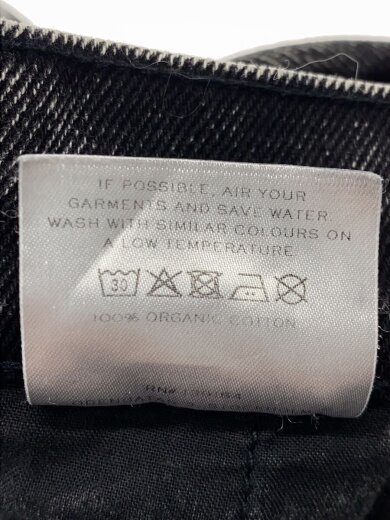 IF POSSIBLE, AIR YOUR
GARMENTS AND SAVE WATER.
WASH WITH SIMILAR COLOURS ON
A LOW TEMPERATURE.
30
100% ORGANIC COTTON